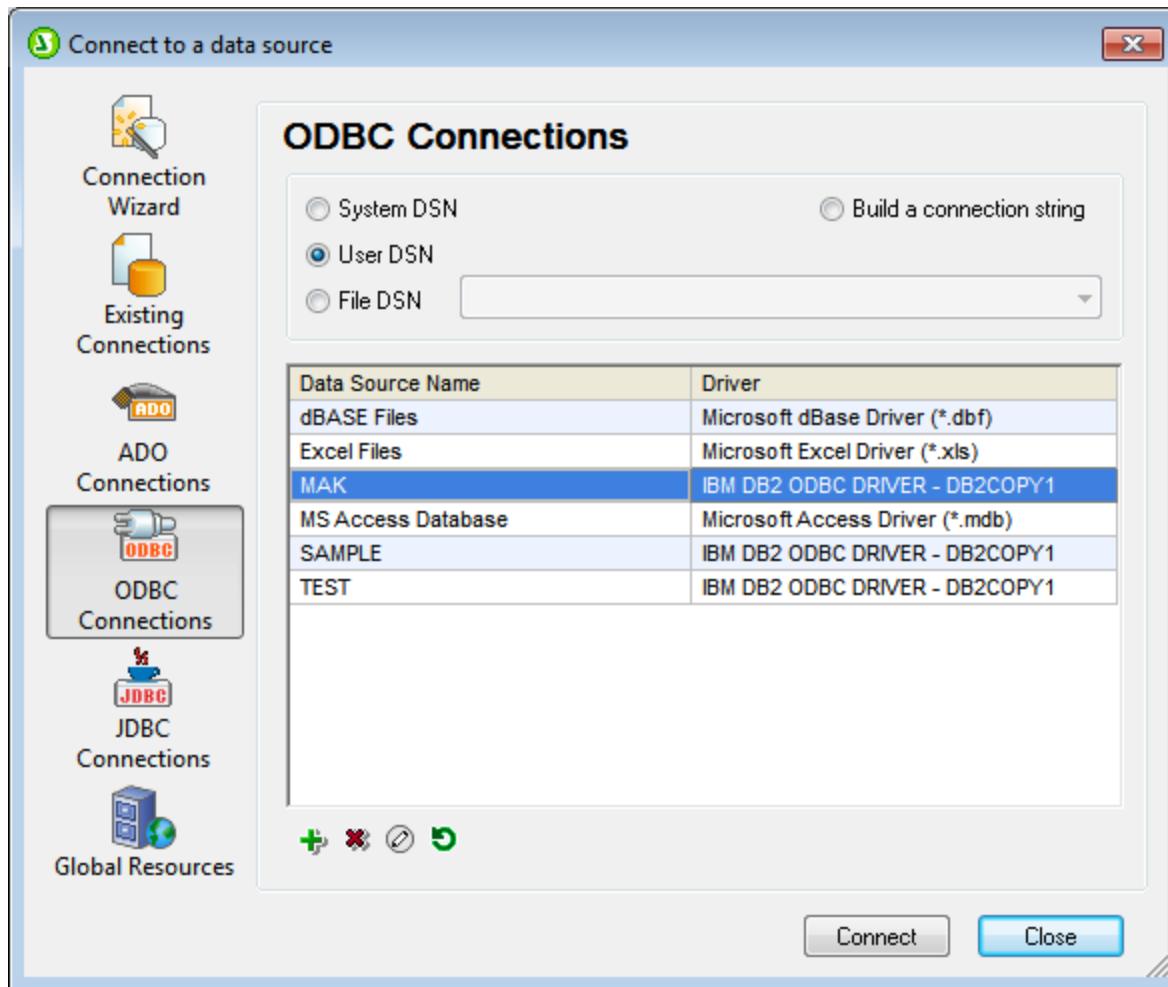 Connect to a data source
Connection
Wizard
Existing
Connections
ADO
ADO
Connections
ODBC
ODBC
Connections
JDBC
JDBC
Connections
Global Resources
ODBC Connections
System DSN
Build a connection string
User DSN
File DSN
Data Source Name Driver
dBASE Files Microsoft dBase Driver (*.dbf)
Excel Files Microsoft Excel Driver (*.xls)
MAK IBM DB2 ODBC DRIVER - DB2COPY1
MS Access Database Microsoft Access Driver (*.mdb)
SAMPLE IBM DB2 ODBC DRIVER - DB2COPY1
TEST IBM DB2 ODBC DRIVER - DB2COPY1
Connect Close